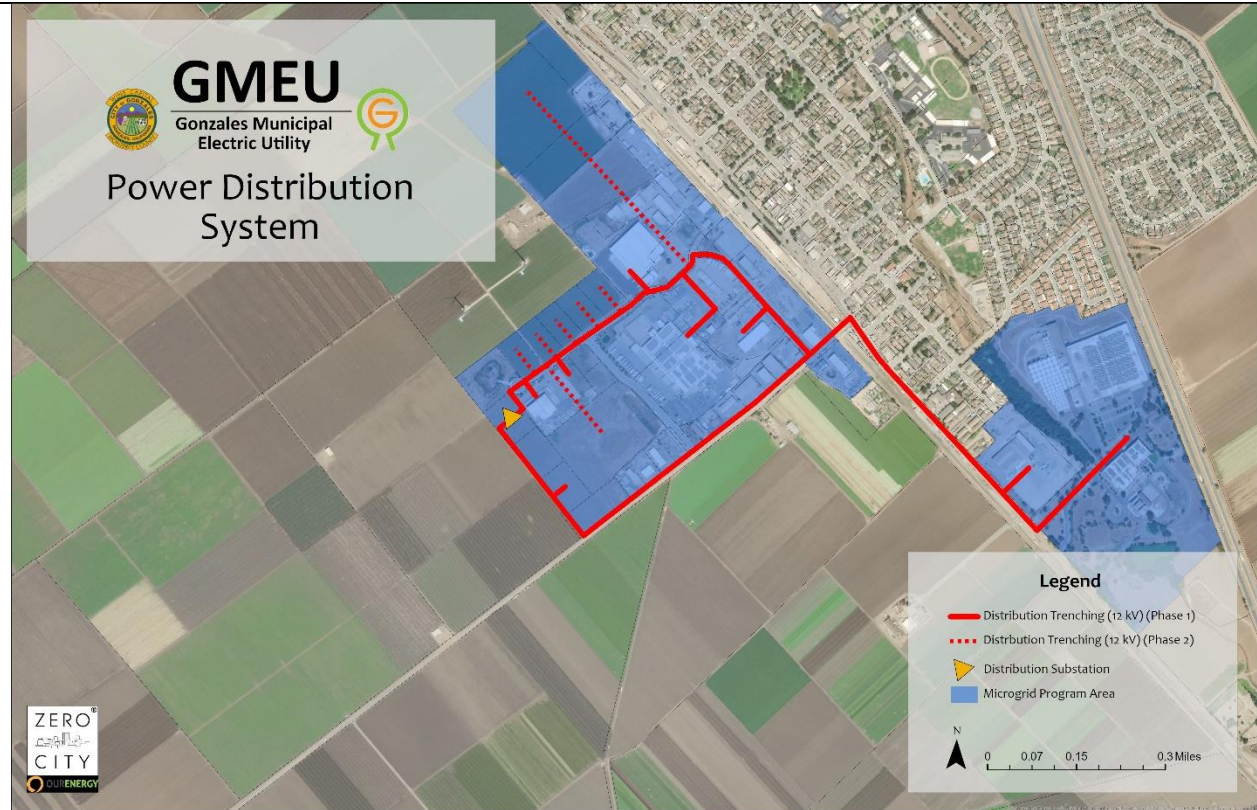 GMEU
Gonzales Municipal
Electric Utility
G
Power Distribution
System
Legend
Distribution Trenching (12 kV) (Phase 1)
Distrbution Trenching (12 kV) (Phase 2)
Distribution Substation
Microgrid Program Area
N
0 0.07 0.15 0.3 Miles
ZERO®
CITY
OURENERGY